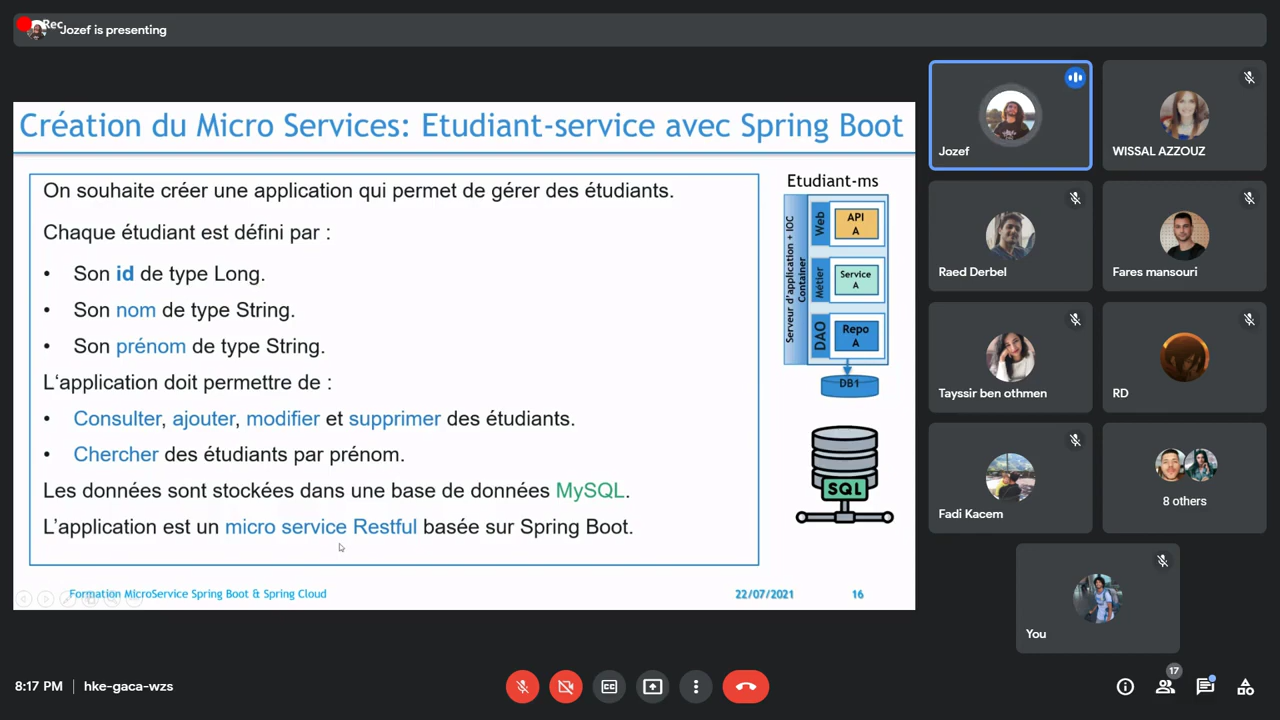 Rec
Jozef is presenting
Création du Micro Services: Etudiant-service avec Spring Boot
On souhaite créer une application qui permet de gérer des étudiants.
Chaque étudiant est défini par :
• Son id de type Long.
• Son nom de type String.
• Son prénom de type String.
L‘application doit permettre de :
• Consulter, ajouter, modifier et supprimer des étudiants.
• Chercher des étudiants par prénom.
Les données sont stockées dans une base de données MySQL.
L’application est un micro service Restful basée sur Spring Boot.
Etudiant-ms
Serveur d'application + IOC
Container
Web
API
A
Métier
Service
A
DAO
Repo
A
DB1
SQL
Formation MicroService Spring Boot & Spring Cloud
22/07/2021
16
Jozef
WISSAL AZZOUZ
Raed Derbel
Fares mansouri
Tayssir ben othmen
RD
Fadi Kacem
8 others
You
8:17 PM
hke-gaca-wzs
17